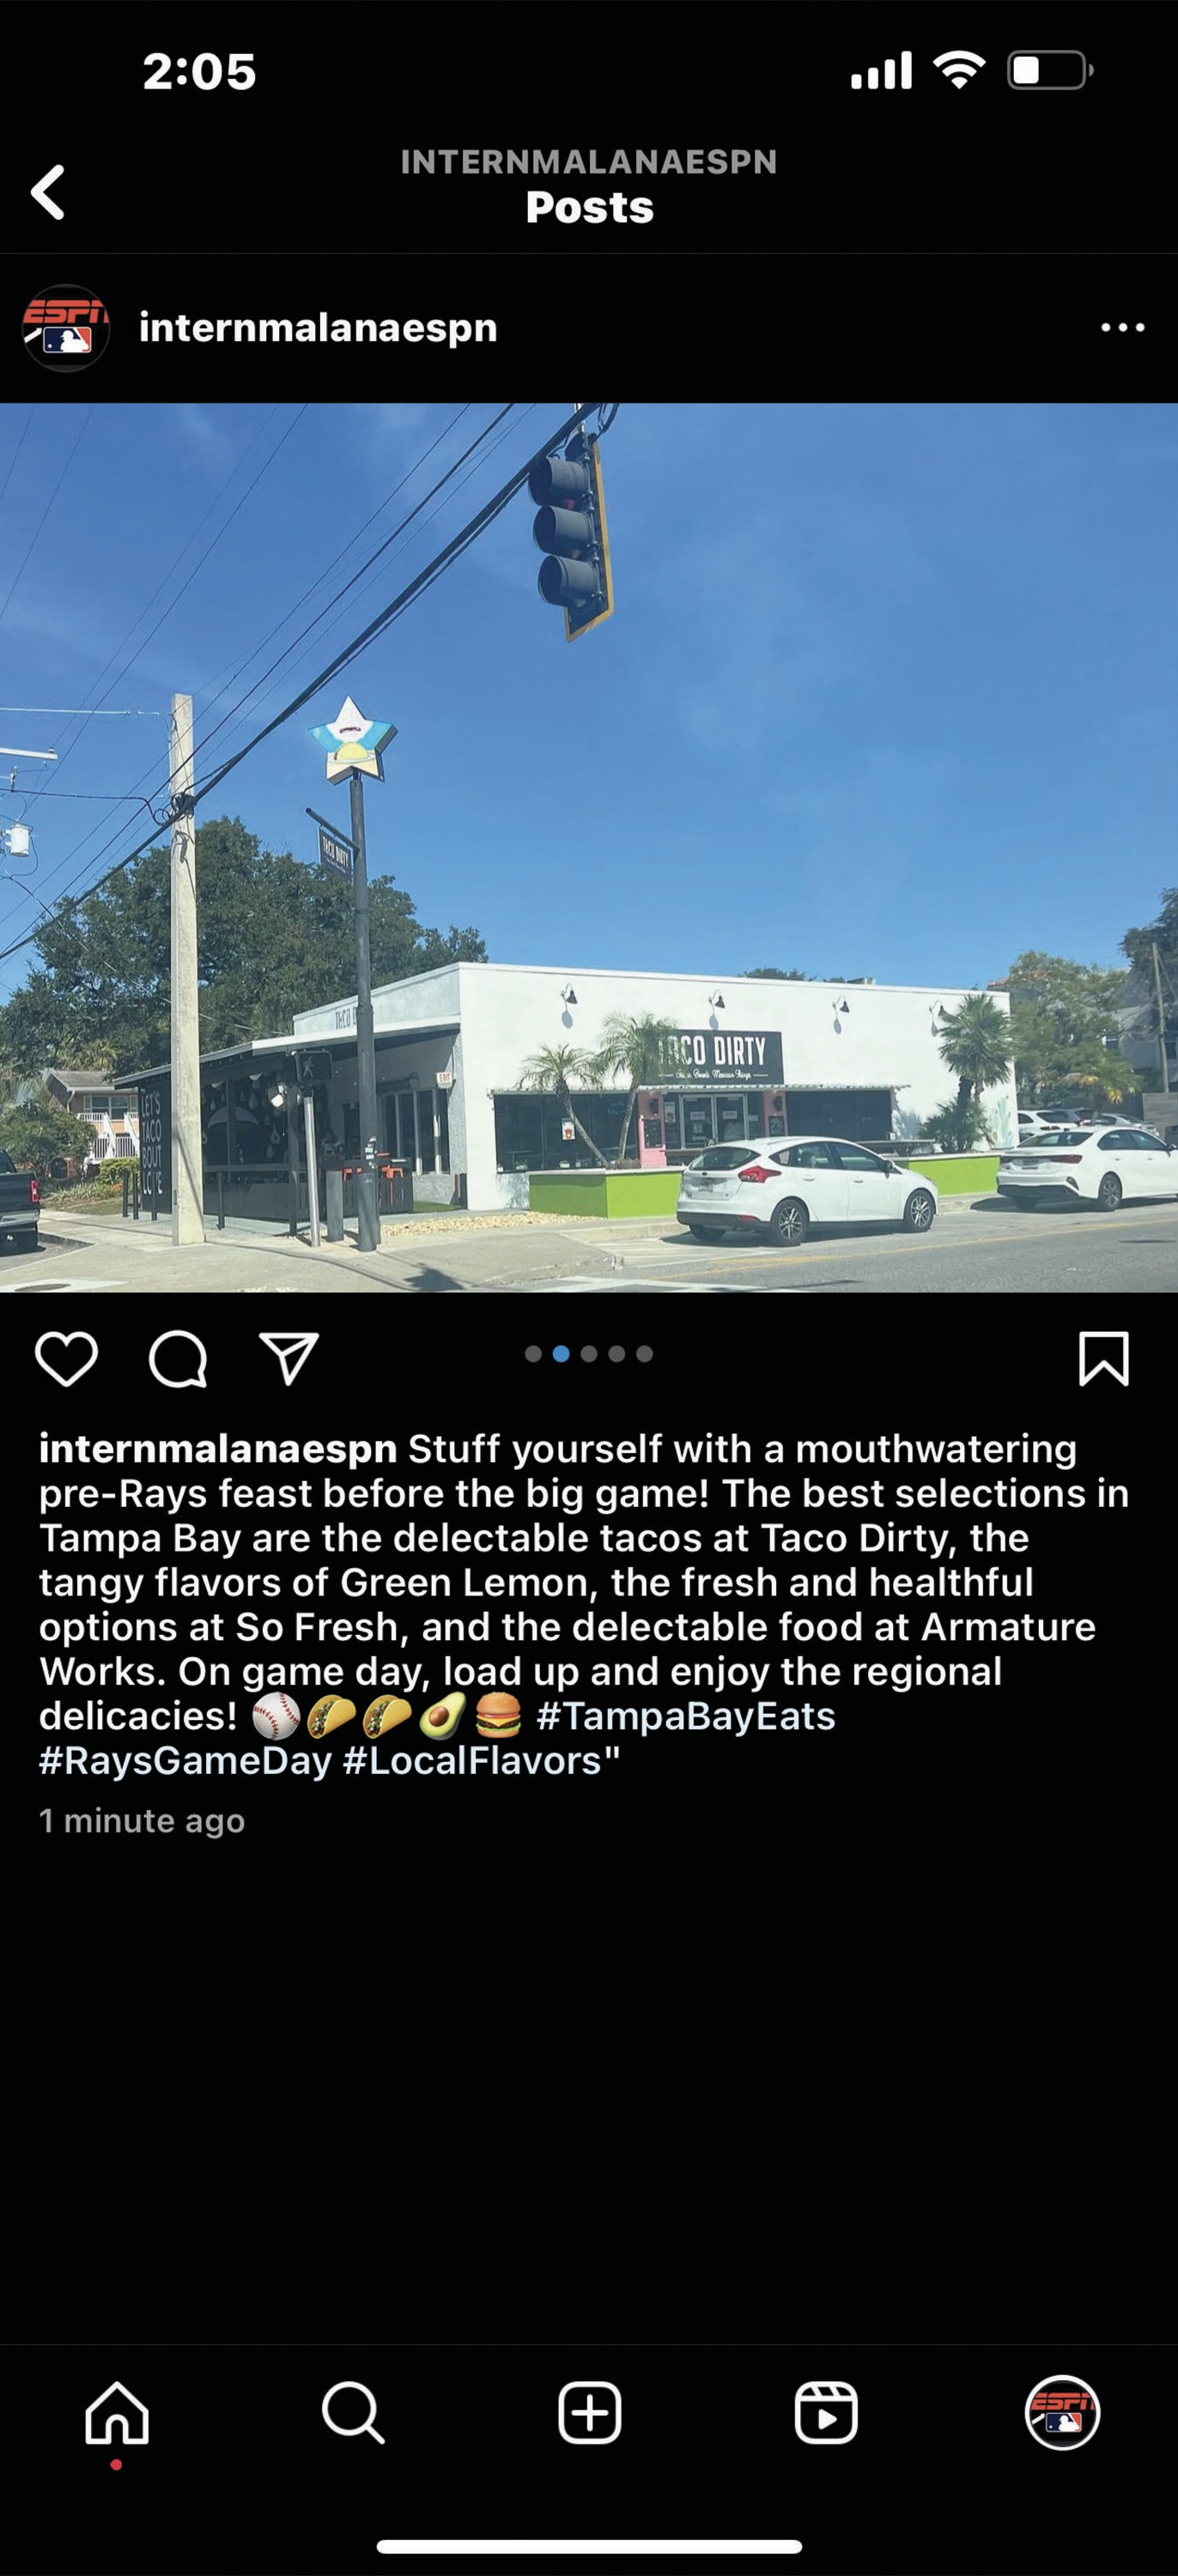 2:05
INTERNMALANAESPN
Posts
ESPN
internmalanaespn
TACO DIRTY
TACO DIRTY
EXIT
LET'S
TACO
BOUT
internmalanaespn Stuff yourself with a mouthwatering
pre-Rays feast before the big game! The best selections in
Tampa Bay are the delectable tacos at Taco Dirty, the
tangy flavors of Green Lemon, the fresh and healthful
options at So Fresh, and the delectable food at Armature
Works. On game day, load up and enjoy the regional
delicacies! ⚾🌮🌮🥑🍔 #TampaBayEats
#RaysGameDay #LocalFlavors"
1 minute ago
ESPN